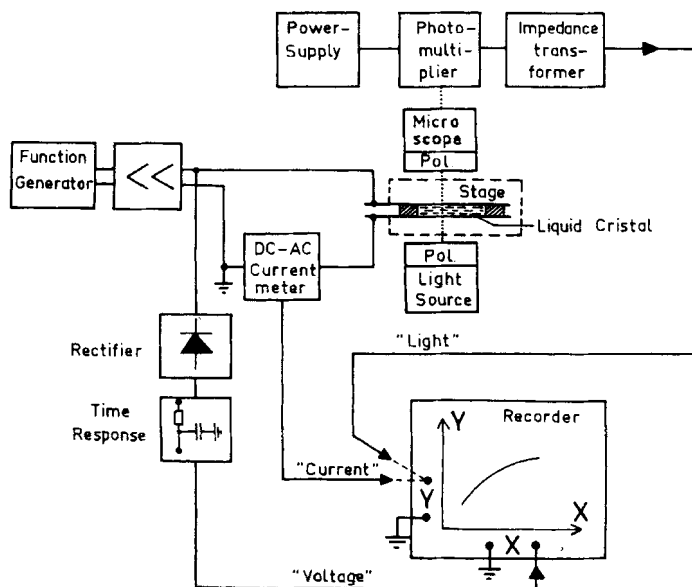 Power-
Supply
Photo-
multi-
plier
Impedance
trans-
former
Micro
scope
Pol.
Function
Generator
Stage
Liquid Cristal
DC-AC
Current
meter
Pol.
Light
Source
Rectifier
"Light"
Time
Response
Recorder
Y
X
"Current"
Y
X
"Voltage"